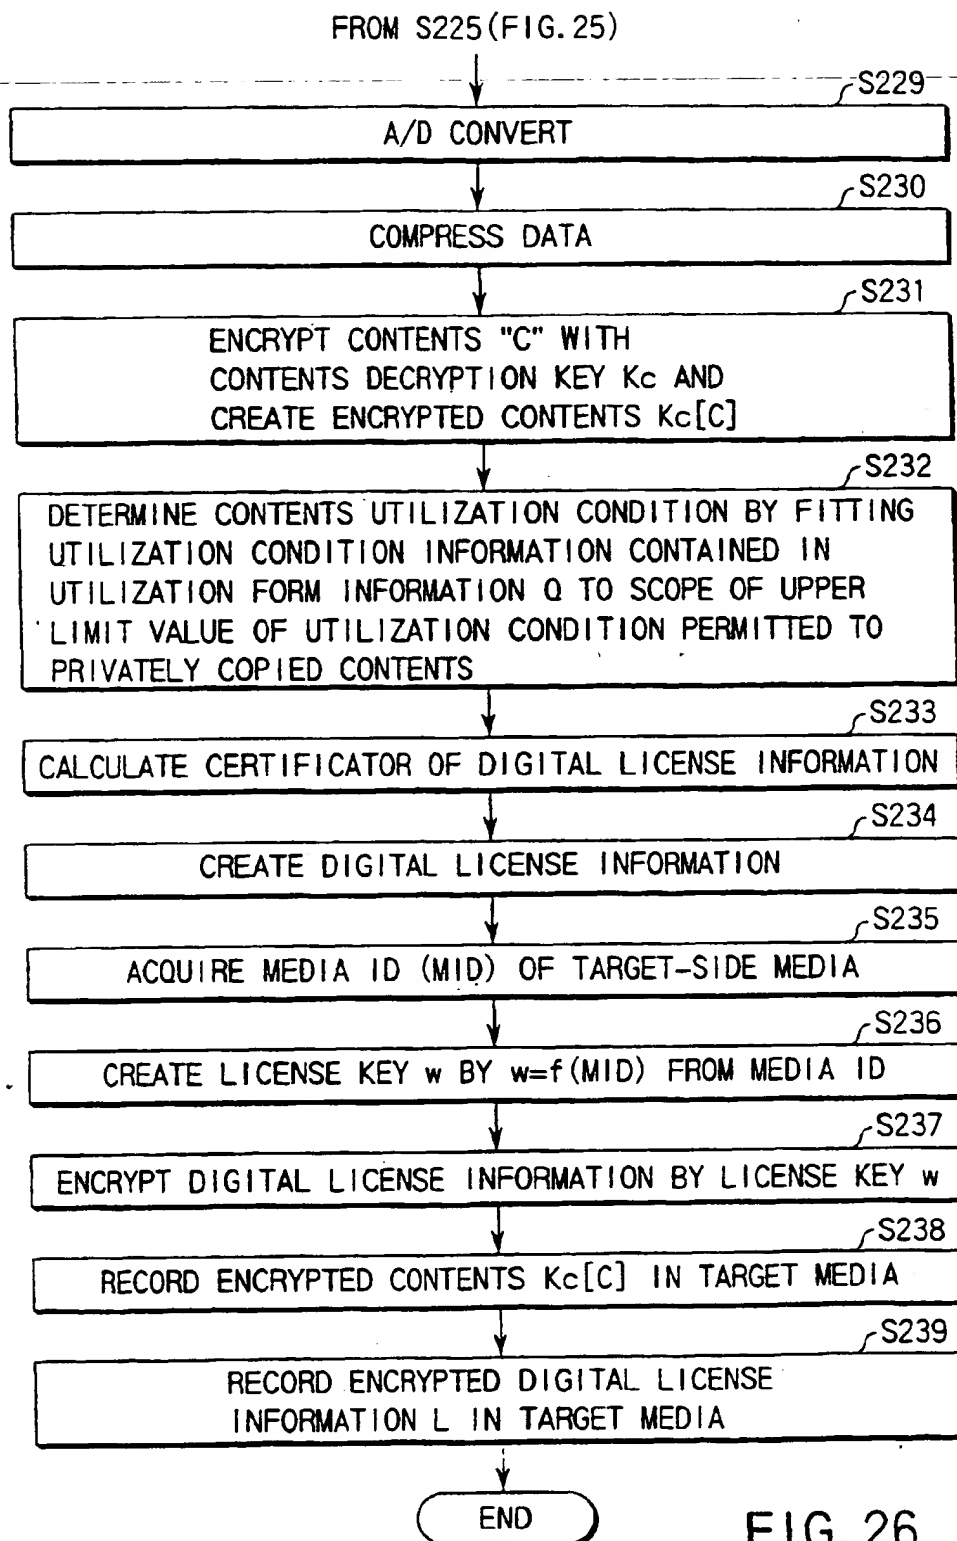 FROM S225(FIG.25)
S229
A/D CONVERT
S230
COMPRESS DATA
S231
ENCRYPT CONTENTS "C" WITH
CONTENTS DECRYPTION KEY Kc AND
CREATE ENCRYPTED CONTENTS Kc[C]
S232
DETERMINE CONTENTS UTILIZATION CONDITION BY FITTING
UTILIZATION CONDITION INFORMATION CONTAINED IN
UTILIZATION FORM INFORMATION Q TO SCOPE OF UPPER
LIMIT VALUE OF UTILIZATION CONDITION PERMITTED TO
PRIVATELY COPIED CONTENTS
S233
CALCULATE CERTIFICATOR OF DIGITAL LICENSE INFORMATION
S234
CREATE DIGITAL LICENSE INFORMATION
S235
ACQUIRE MEDIA ID (MID) OF TARGET-SIDE MEDIA
S236
CREATE LICENSE KEY w BY w=f(MID) FROM MEDIA ID
S237
ENCRYPT DIGITAL LICENSE INFORMATION BY LICENSE KEY w
S238
RECORD ENCRYPTED CONTENTS Kc[C] IN TARGET MEDIA
S239
RECORD ENCRYPTED DIGITAL LICENSE
INFORMATION L IN TARGET MEDIA
END
FIG. 26